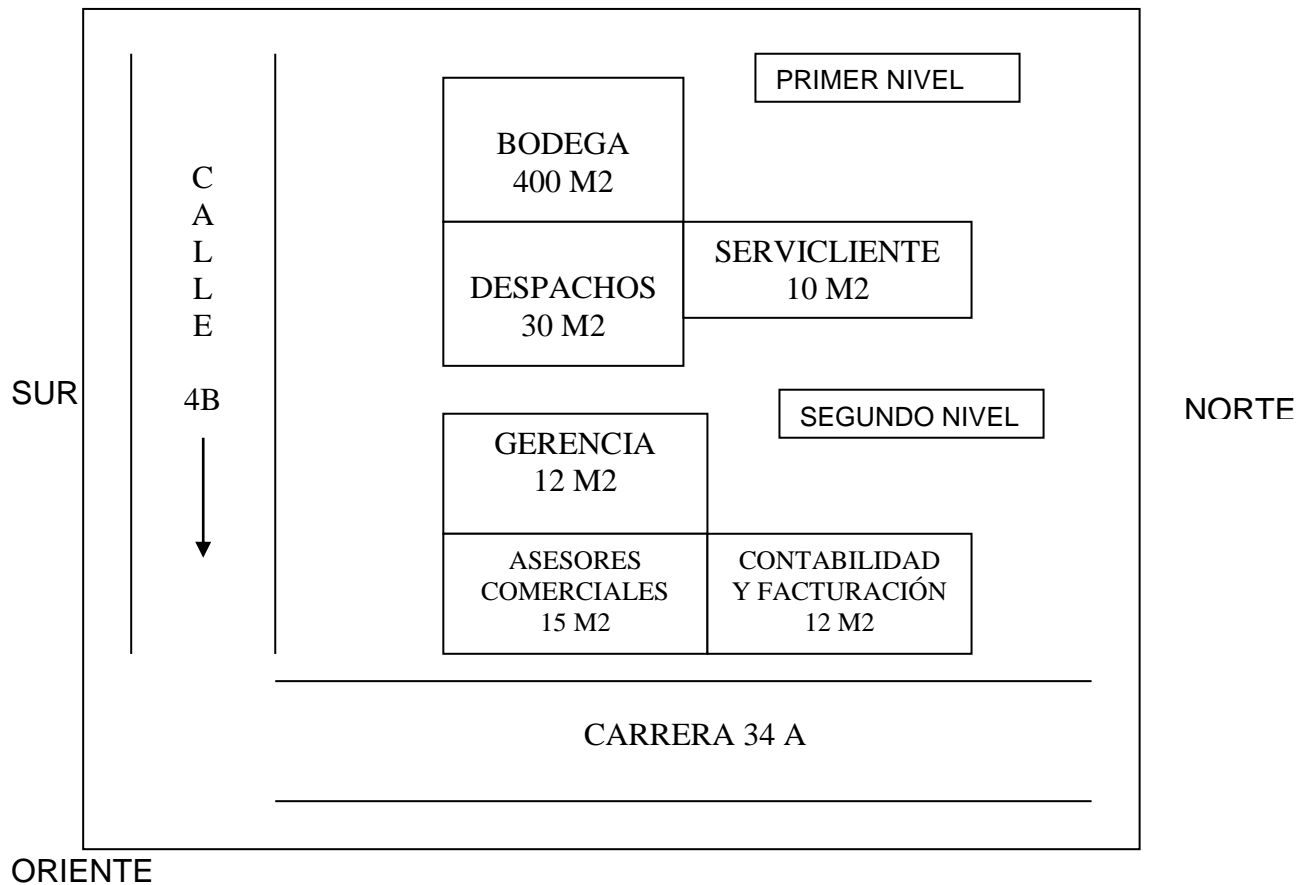 PRIMER NIVEL
BODEGA
400 M2
C
A
L
L
E
4B
SERVICLIENTE
10 M2
DESPACHOS
30 M2
SUR
NORTE
SEGUNDO NIVEL
GERENCIA
12 M2
ASESORES
COMERCIALES
15 M2
CONTABILIDAD
Y FACTURACIÓN
12 M2
CARRERA 34 A
ORIENTE